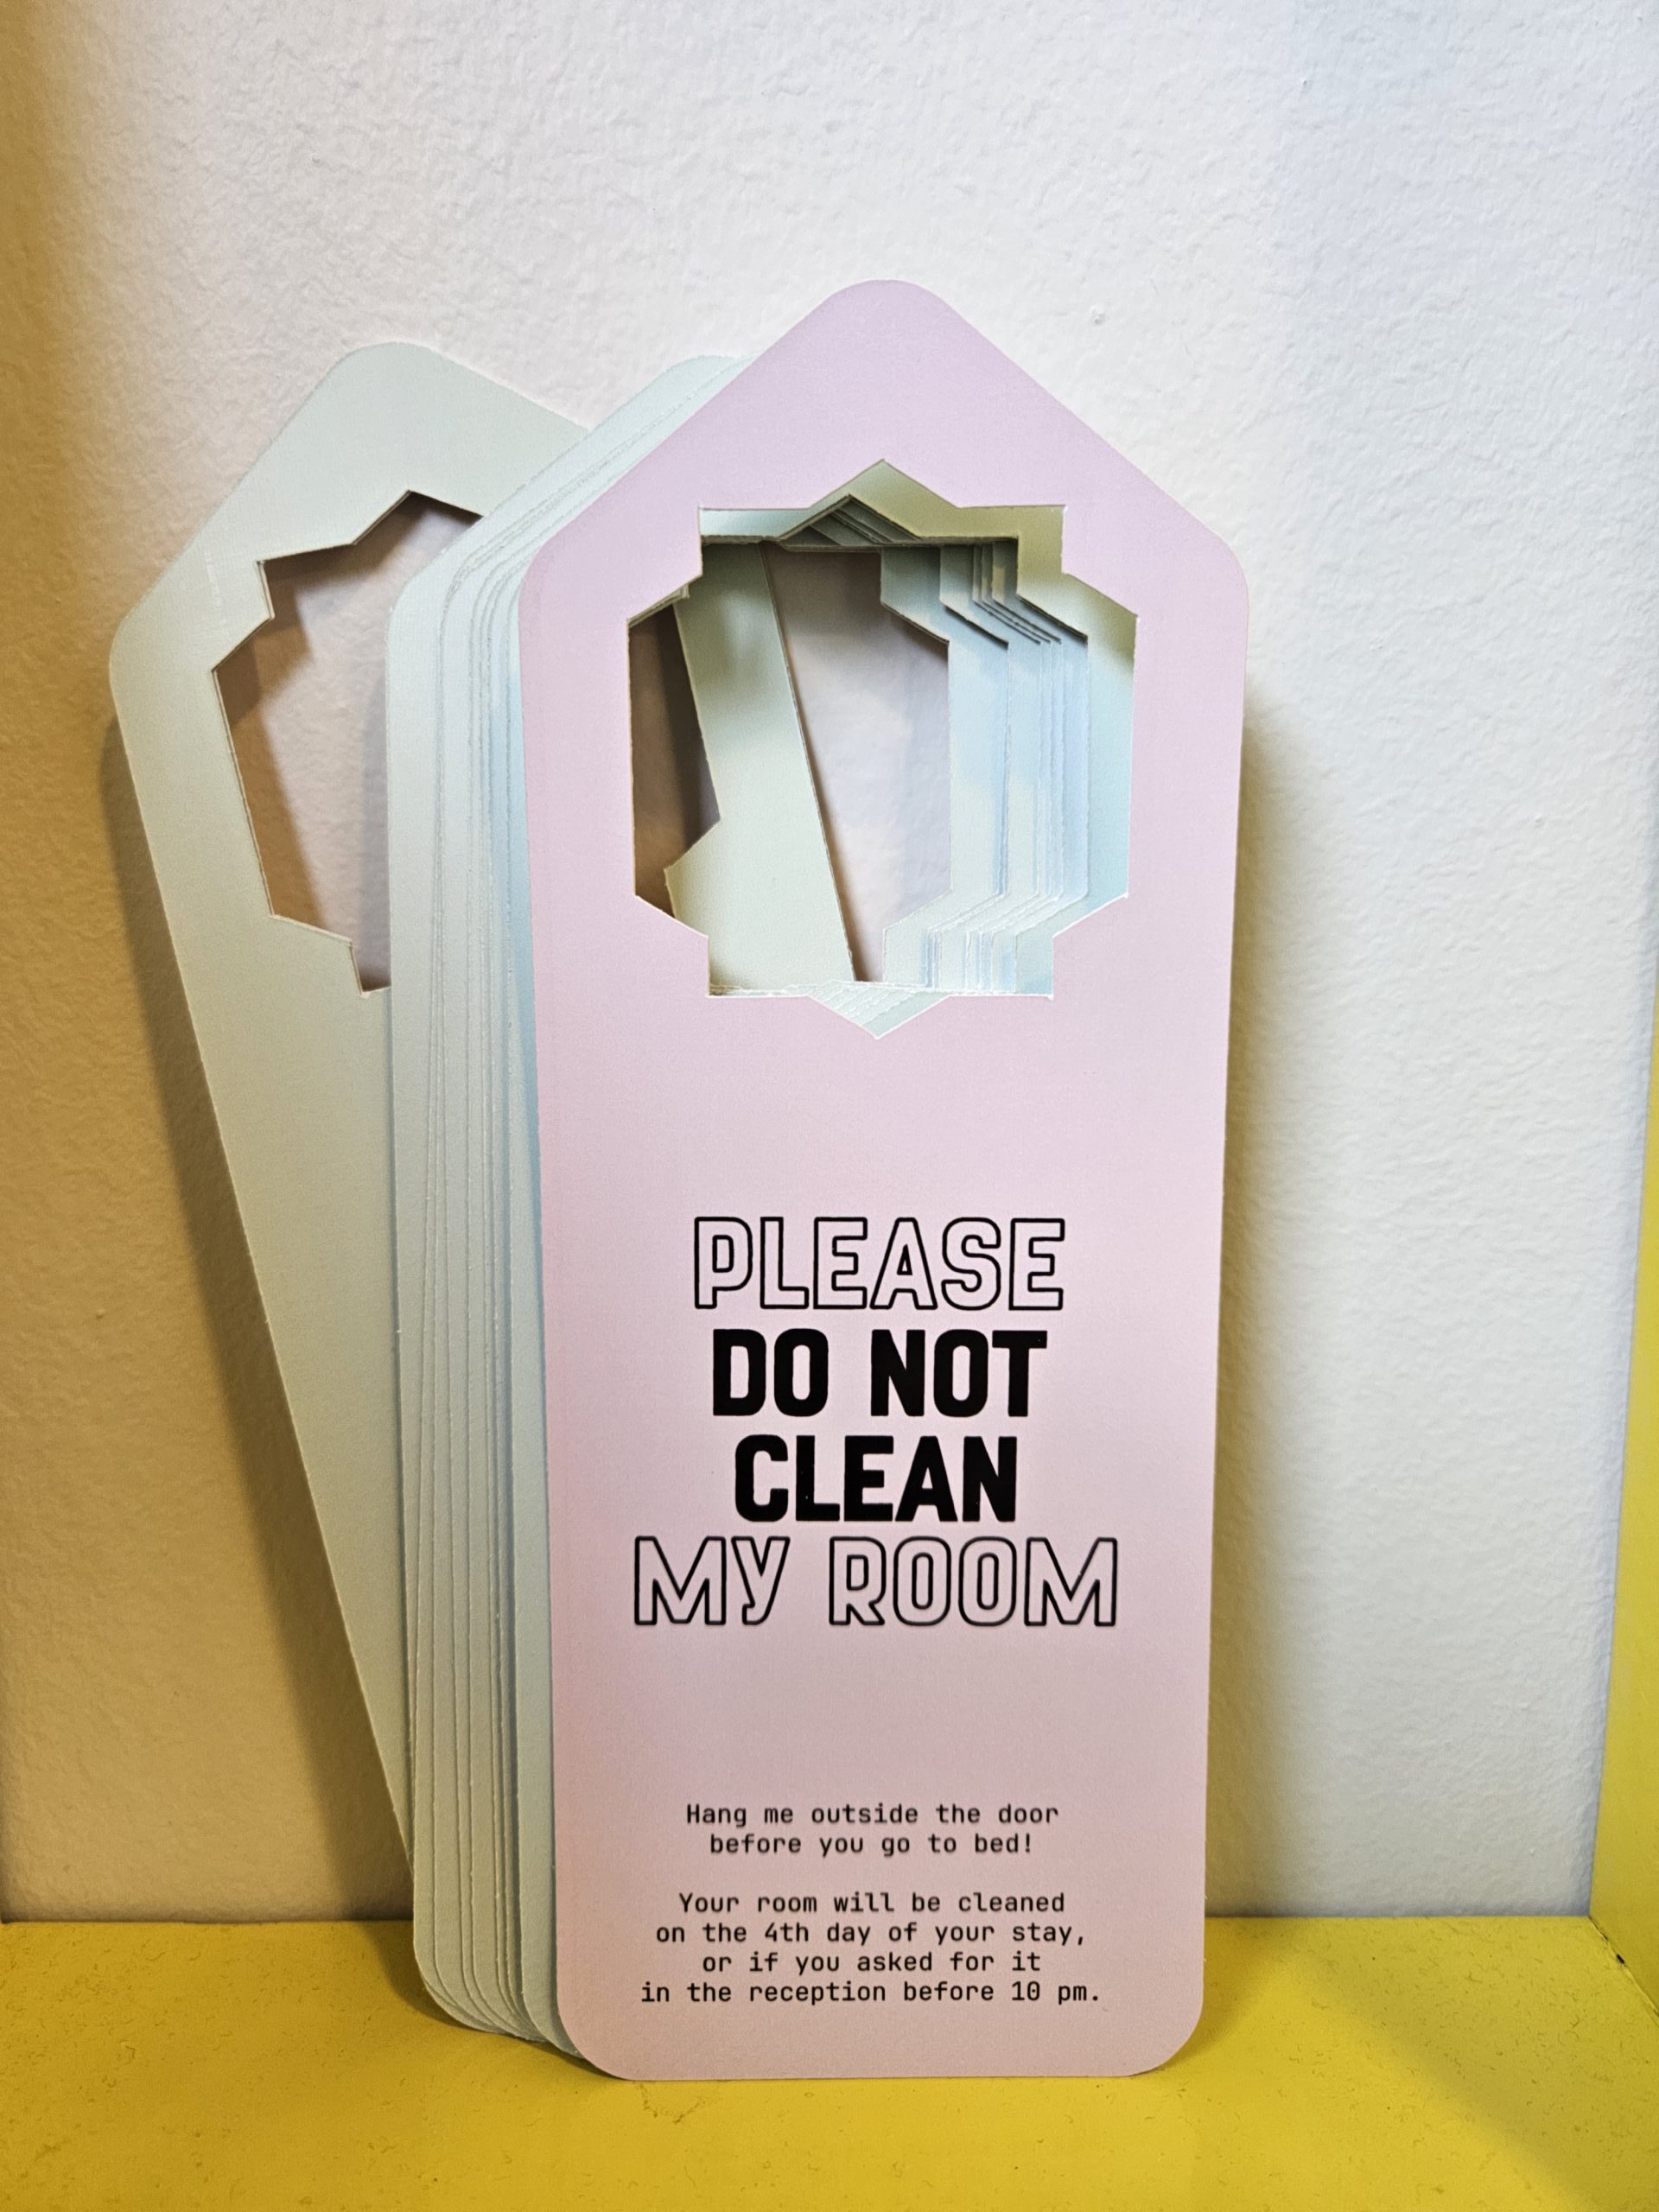 PLEASE
DO NOT
CLEAN
MY ROOM
Hang me outside the door
before you go to bed!
Your room will be cleaned
on the 4th day of your stay,
or if you asked for it
in the reception before 10 pm.